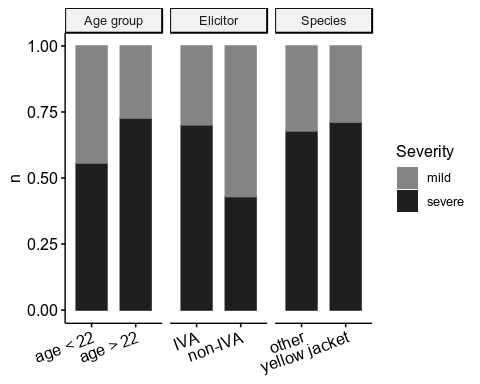 Age group
Elicitor
Species
1.00
0.75
0.50
0.25
0.00
n
age < 22
age > 22
IVA
non-IVA
other
yellow jacket
Severity
mild
severe